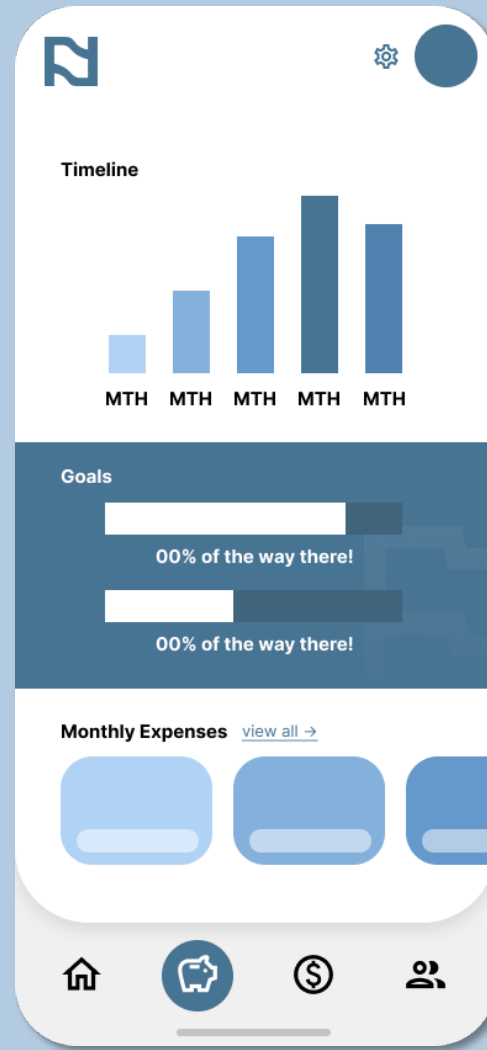 Timeline
MTH MTH MTH MTH MTH
Goals
00% of the way there!
00% of the way there!
Monthly Expenses view all →